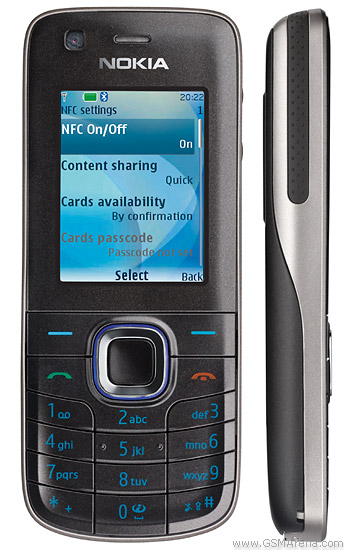 NOKIA
20:22
NFC settings 1
NFC On/Off
On
Content sharing
Quick
Cards availability
By confirmation
Cards passcode
Select Back
1 2abc def3
4ghi 5jkl mno6
7pqrs 8tuv wxyz9
*+ 0 #
www.GSMArena.com